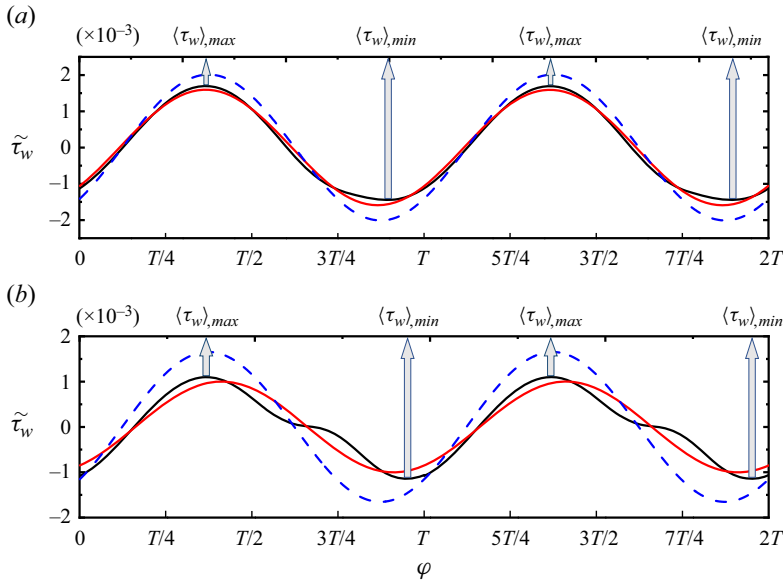 (a)
(×10⁻³) ⟨τw⟩,max ⟨τw⟩,min ⟨τw⟩,max ⟨τw⟩,min
2
1
τ̃w 0
−1
−2
0 T/4 T/2 3T/4 T 5T/4 3T/2 7T/4 2T
(b)
(×10⁻³) ⟨τw⟩,max ⟨τw⟩,min ⟨τw⟩,max ⟨τw⟩,min
2
1
τ̃w 0
−1
−2
0 T/4 T/2 3T/4 T 5T/4 3T/2 7T/4 2T
φ